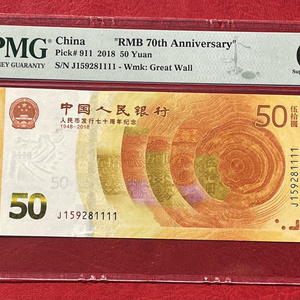 PMG China "RMB 70th Anniversary"
Pick# 911 2018 50 Yuan
S/N J159281111 - Wmk: Great Wall
中国人民银行
人民币发行七十周年纪念
1948-2018
50
伍拾圆
50
J159281111
J159281111